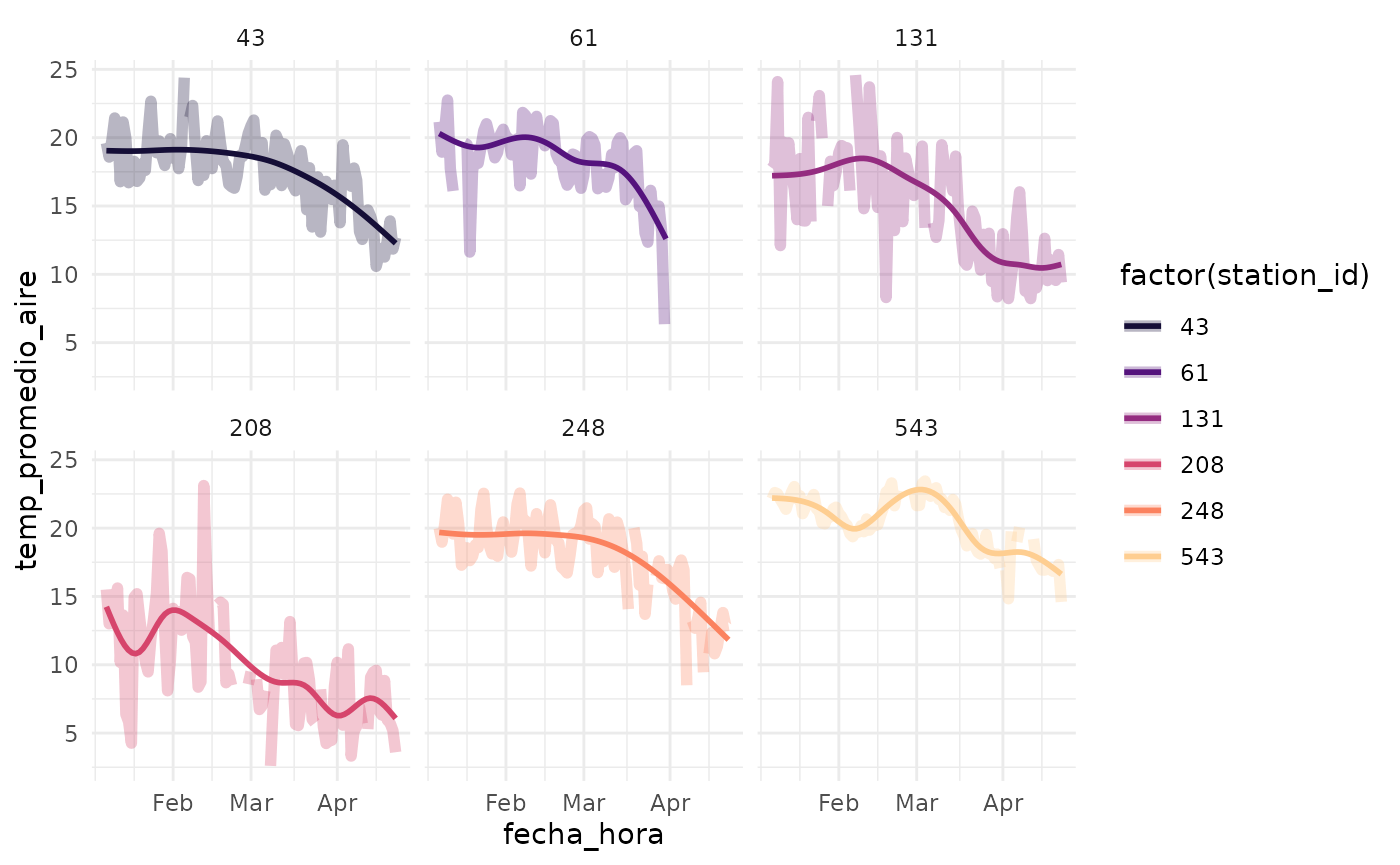 43 61 131
25
20
15
10
5
208 248 543
25
20
15
10
5
Feb Mar Apr Feb Mar Apr Feb Mar Apr
fecha_hora
temp_promedio_aire
factor(station_id)
43
61
131
208
248
543